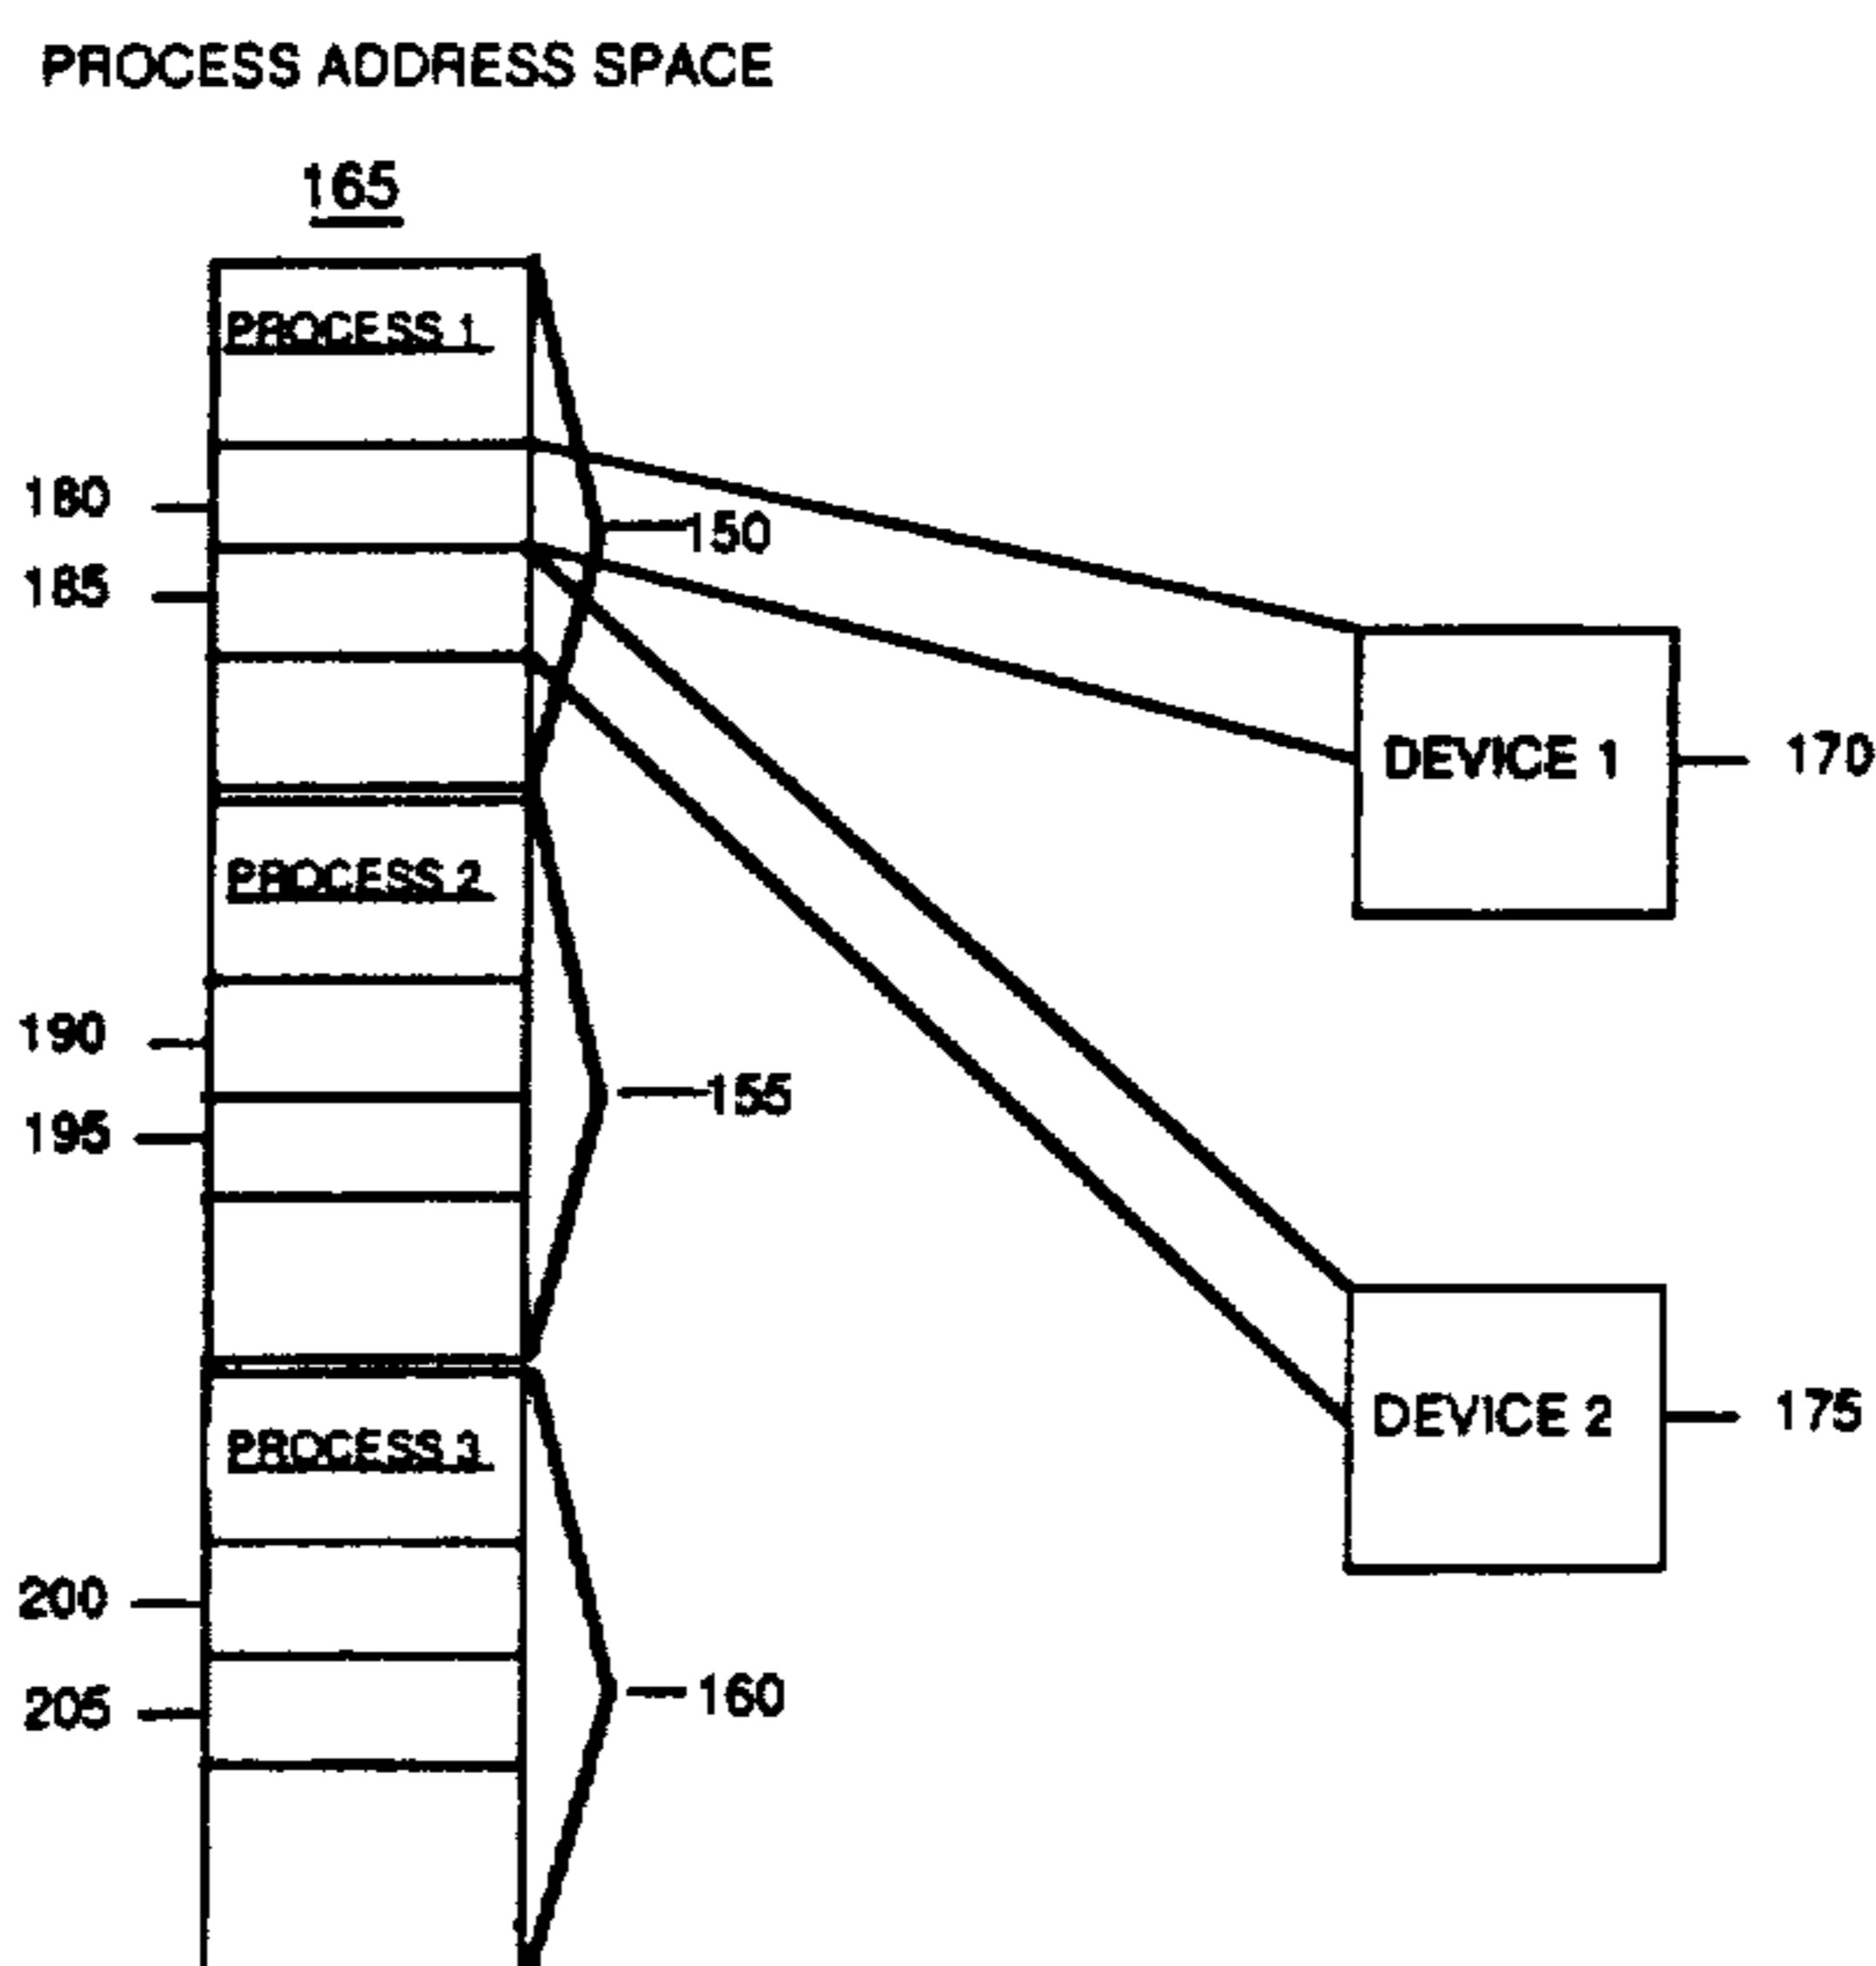 PROCESS ADDRESS SPACE
165
PROCESS 1
180
150
185
DEVICE 1
170
PROCESS 2
190
155
195
DEVICE 2
175
PROCESS 3
200
160
205